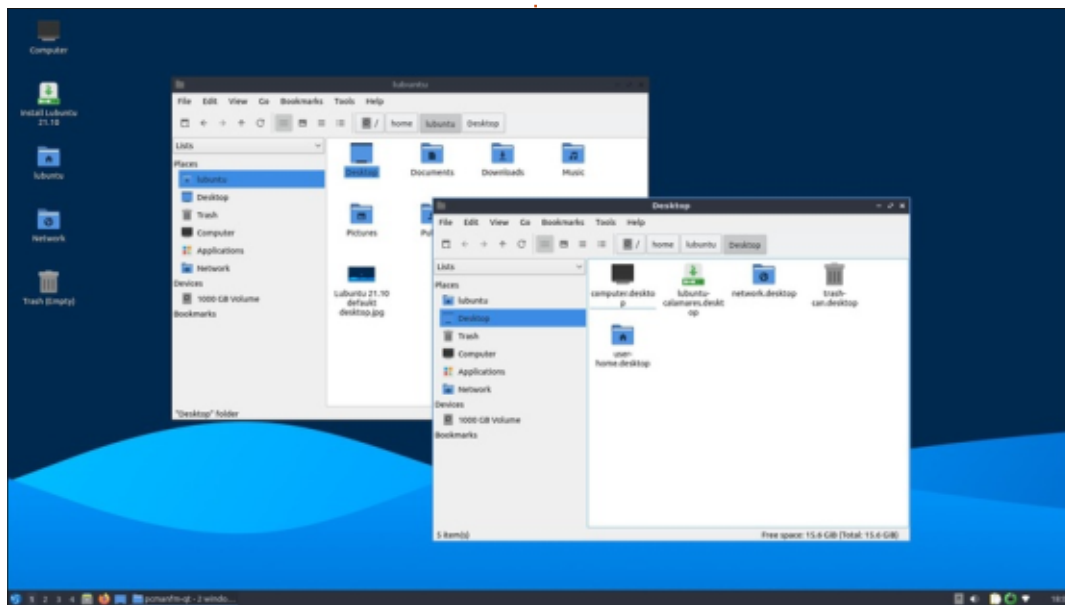 Computer
Install Lubuntu
21.10
lubuntu
Network
Trash (Empty)
lubuntu
File Edit View Go Bookmarks Tools Help
/ home lubuntu Desktop
Lists
Places
lubuntu
Desktop
Trash
Computer
Applications
Network
Devices
1000 GB Volume
Bookmarks
Desktop
Documents
Downloads
Music
Pictures
Lubuntu 21.10
defaukt
desktop.jpg
"Desktop" folder
Desktop
File Edit View Go Bookmarks Tools Help
/ home lubuntu Desktop
Lists
Places
lubuntu
Desktop
Trash
Computer
Applications
Network
Devices
1000 GB Volume
Bookmarks
computer.deskto
p
lubuntu-
calamares.deskt
op
network.desktop
trash-
can.desktop
user-
home.desktop
5 item(s)
Free space: 15.6 GiB (Total: 15.6 GiB)
1 2 3 4 pcmanfm-qt - 2 windo...